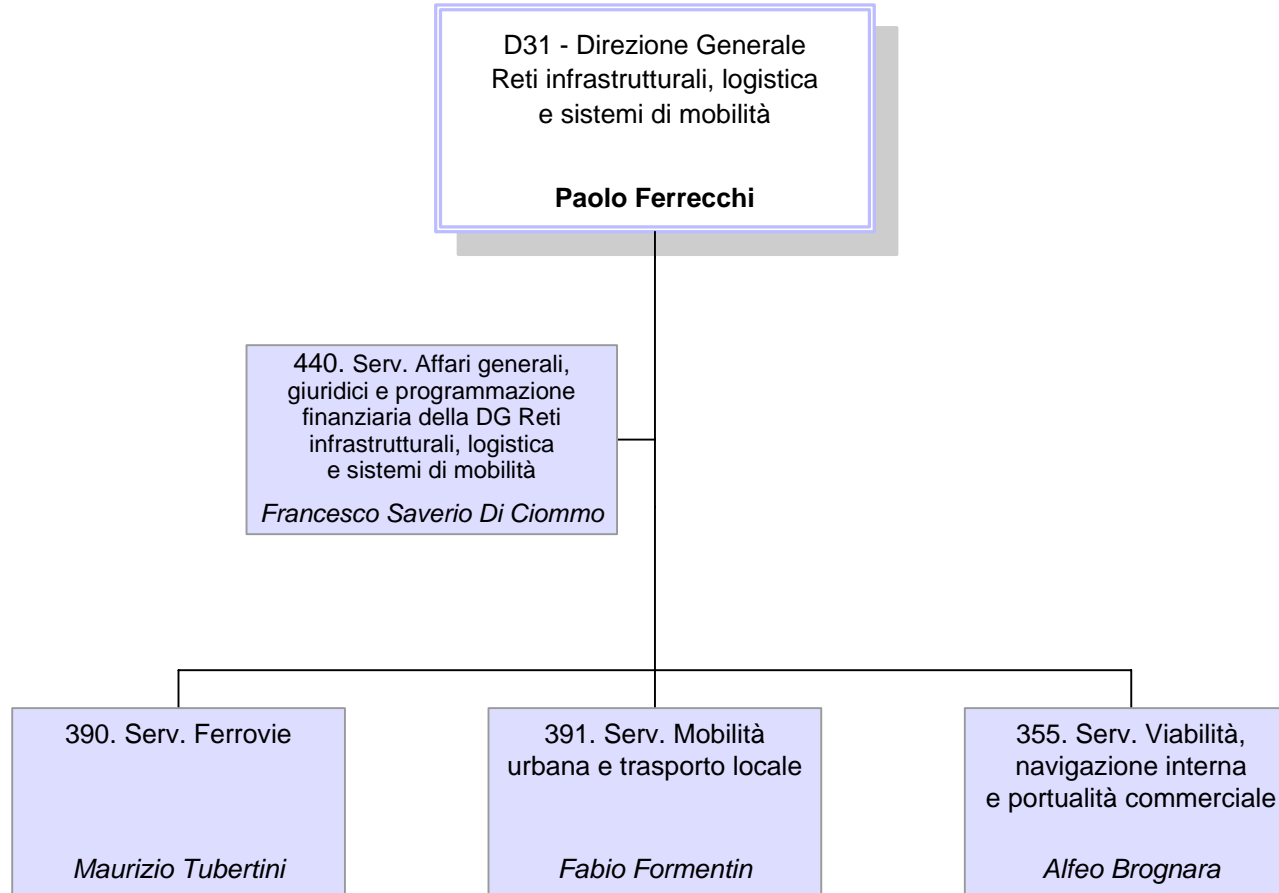 D31 - Direzione Generale
Reti infrastrutturali, logistica
e sistemi di mobilità
Paolo Ferrecchi
440. Serv. Affari generali,
giuridici e programmazione
finanziaria della DG Reti
infrastrutturali, logistica
e sistemi di mobilità
Francesco Saverio Di Ciommo
390. Serv. Ferrovie
Maurizio Tubertini
391. Serv. Mobilità
urbana e trasporto locale
Fabio Formentin
355. Serv. Viabilità,
navigazione interna
e portualità commerciale
Alfeo Brognara